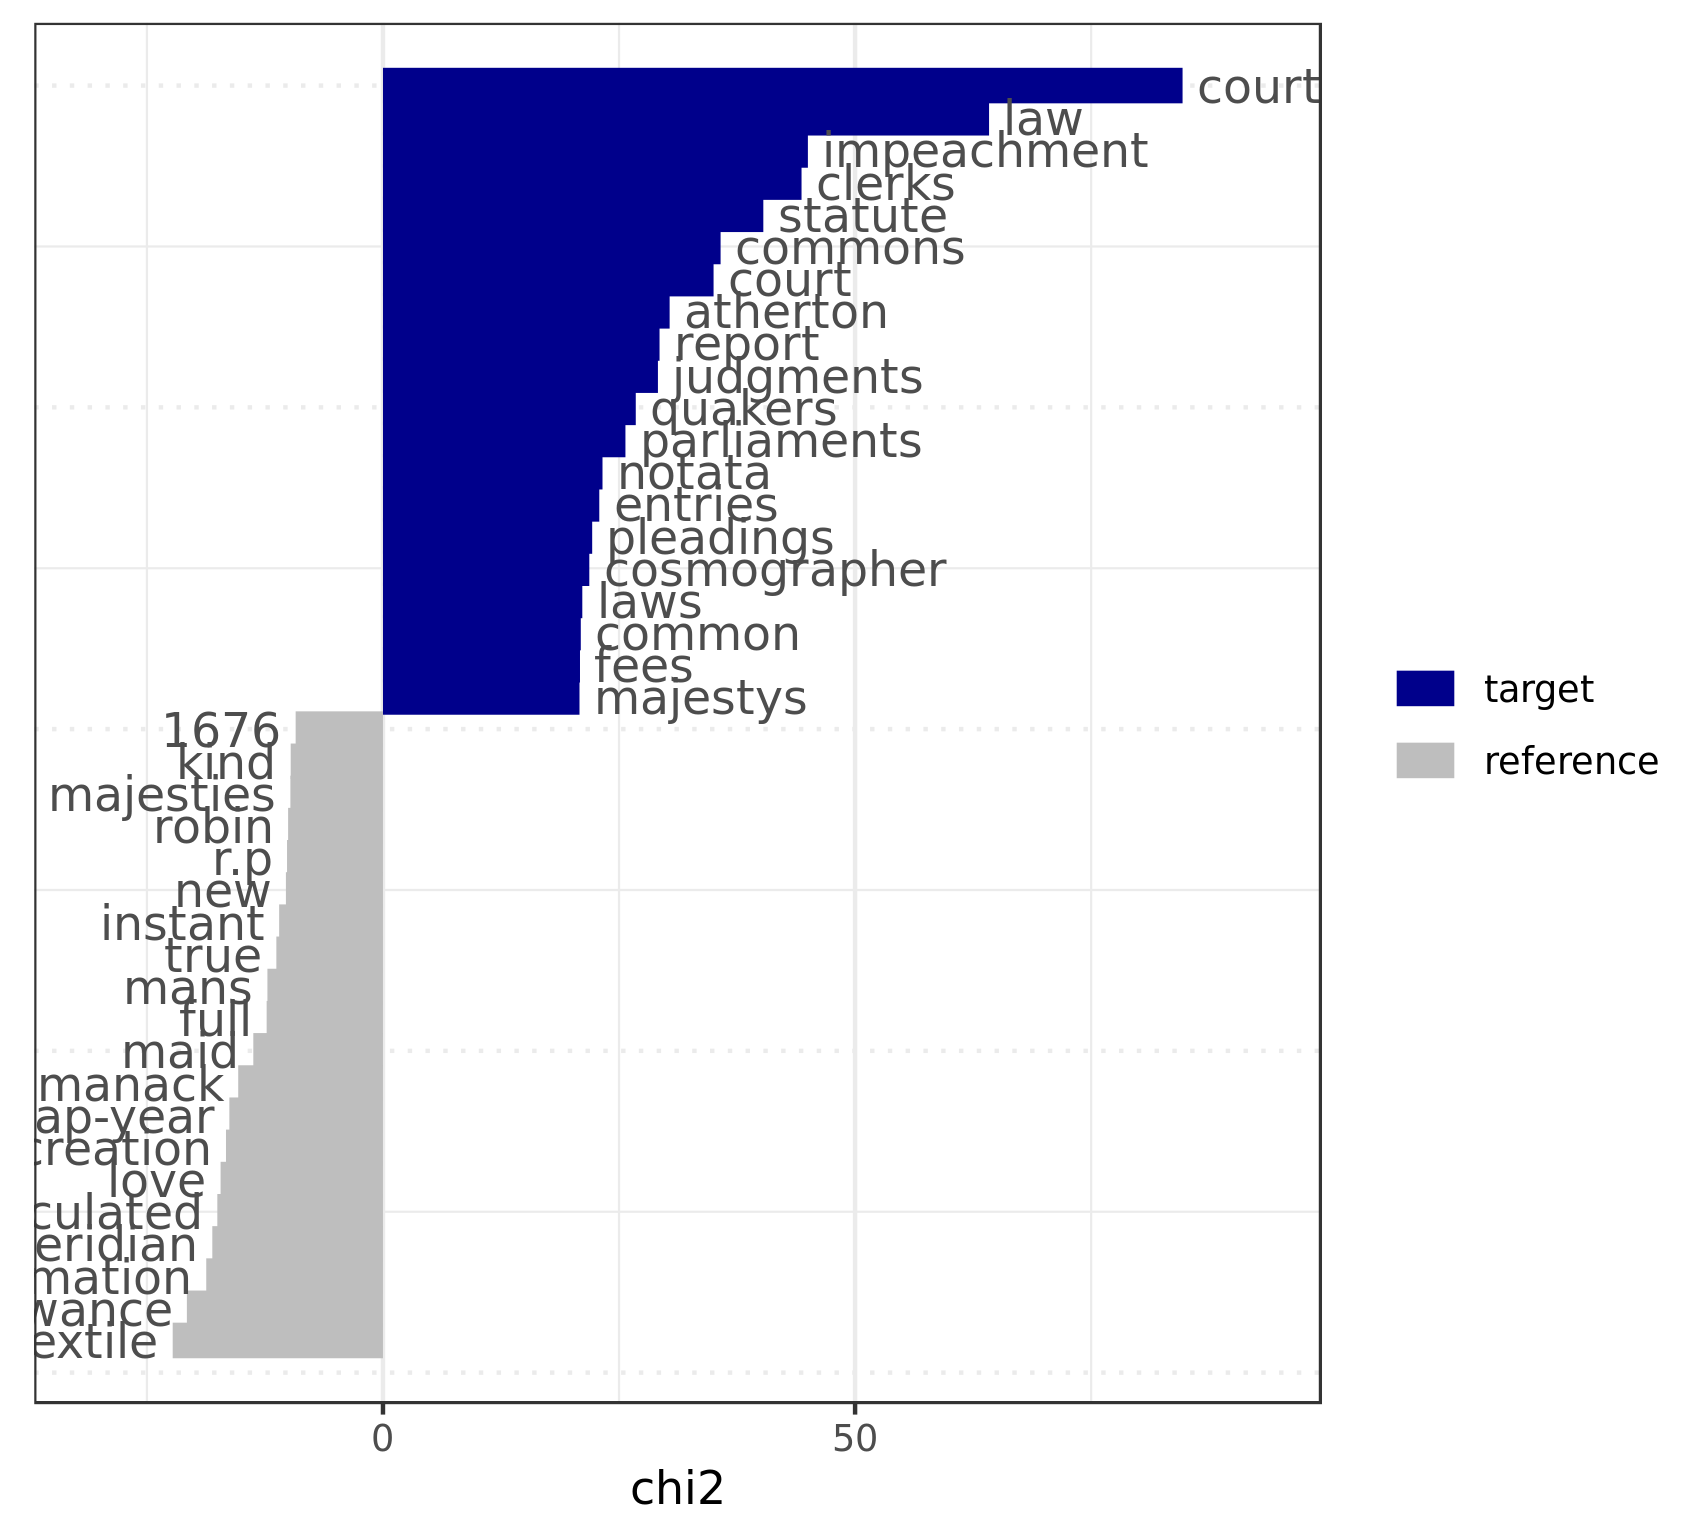 court
law
impeachment
clerks
statute
commons
court
atherton
report
judgments
quakers
parliaments
notata
entries
pleadings
cosmographer
laws
common
fees
majestys
1676
kind
majesties
robin
r.p
new
instant
true
mans
full
maid
manack
ap-year
creation
love
culated
eridian
mation
wance
extile
0
50
chi2
target
reference